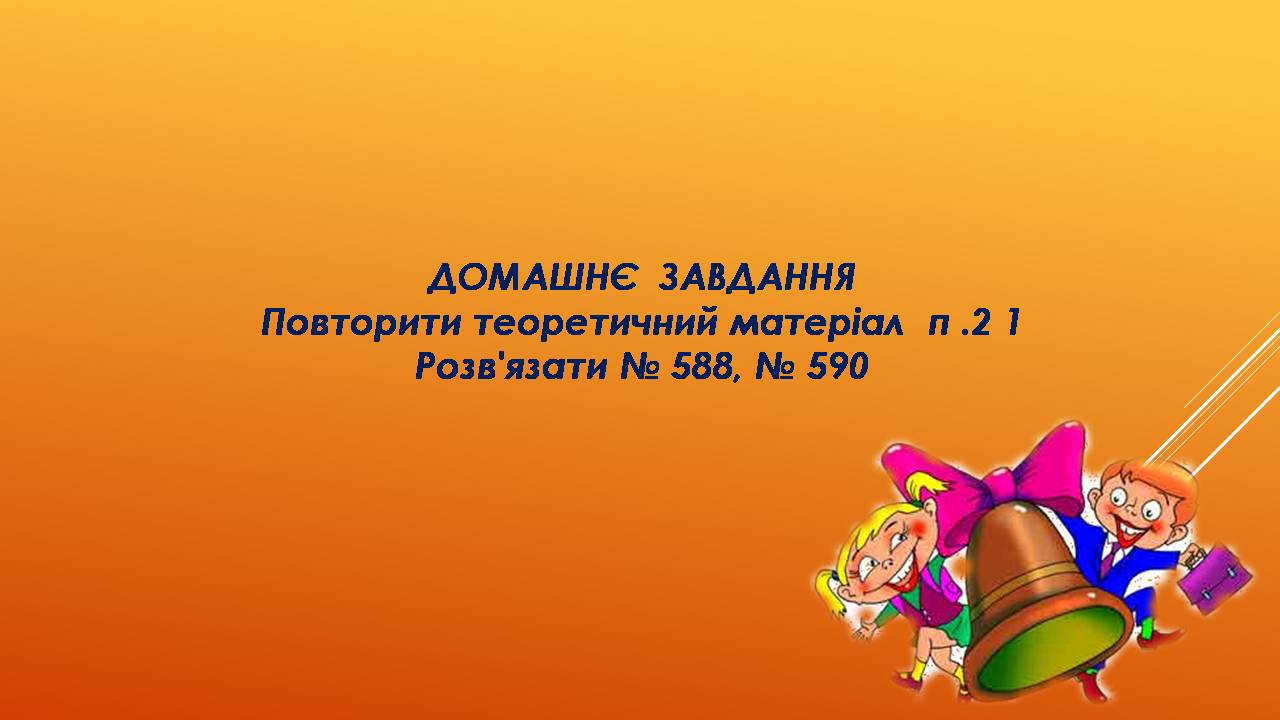 ДОМАШНЄ ЗАВДАННЯ
Повторити теоретичний матеріал п .2 1
Розв'язати № 588, № 590